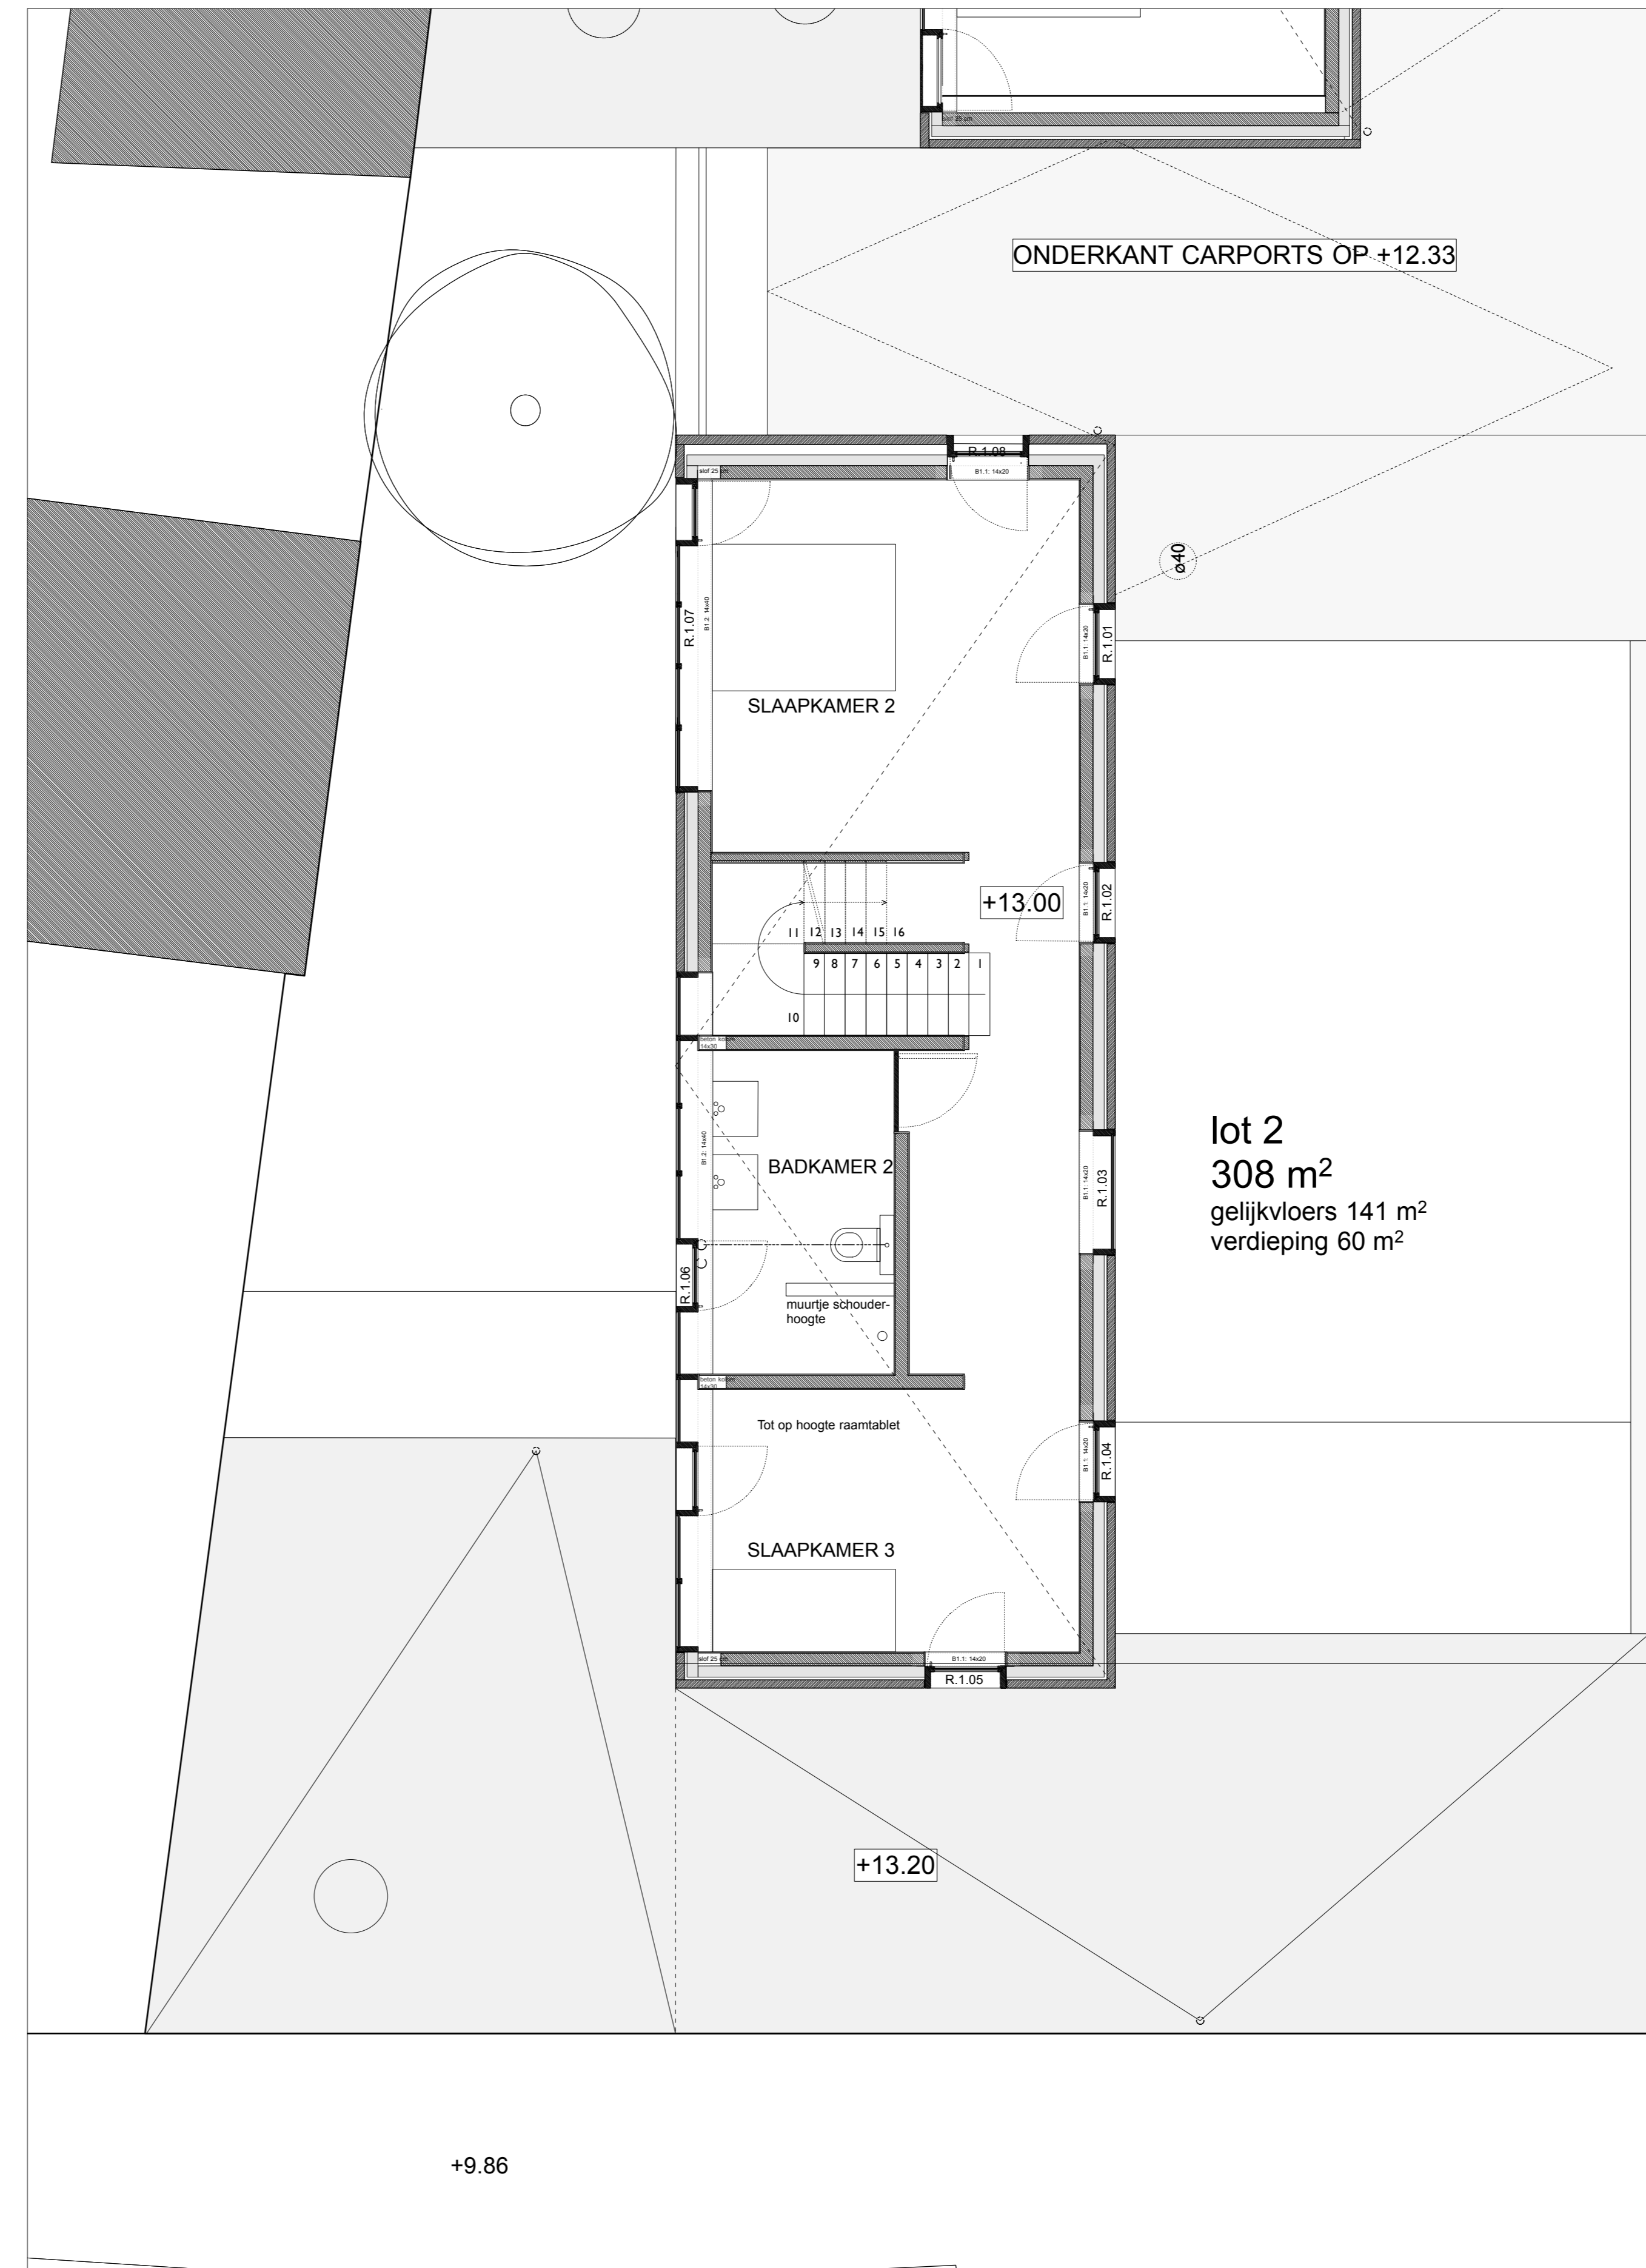 slof 25 cm
ONDERKANT CARPORTS OP +12.33
R.1.08
slof 25 cm
B1.1: 14x20
ø40
R.1.07
B1.2: 14x40
B1.1: 14x20
R.1.01
SLAAPKAMER 2
+13.00
B1.1: 14x20
R.1.02
11 12 13 14 15 16
9 8 7 6 5 4 3 2 1
10
beton kolom
14x30
B1.2: 14x40
BADKAMER 2
B1.1: 14x20
R.1.03
lot 2
308 m²
gelijkvloers 141 m²
verdieping 60 m²
R.1.06
muurtje schouder-
hoogte
beton kolom
14x30
Tot op hoogte raamtablet
B1.1: 14x20
R.1.04
SLAAPKAMER 3
slof 25 cm
B1.1: 14x20
R.1.05
+13.20
+9.86